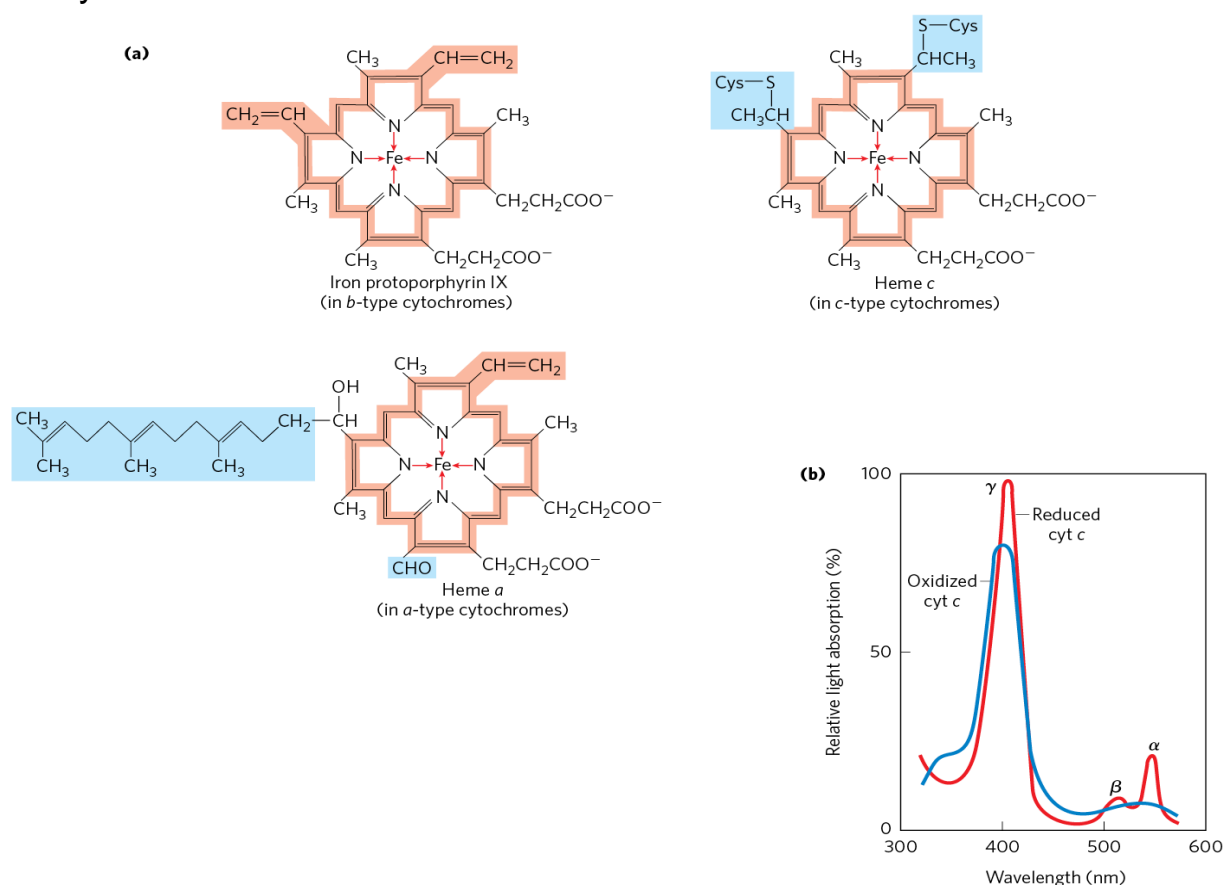 (a)
CH3
CH=CH2
CH2=CH
CH3
N
N
Fe
N
N
CH3
CH2CH2COO−
CH3
CH2CH2COO−
Iron protoporphyrin IX
(in b-type cytochromes)
S—Cys
CHCH3
CH3
Cys—S
CH3CH
CH3
N
N
Fe
N
N
CH3
CH2CH2COO−
CH3
CH2CH2COO−
Heme c
(in c-type cytochromes)
CH3
CH=CH2
OH
CH3
CH2
CH
CH3
CH3
CH3
CH3
N
N
Fe
N
N
CH3
CH2CH2COO−
CHO
CH2CH2COO−
Heme a
(in a-type cytochromes)
(b)
100
γ
Reduced
cyt c
Oxidized
cyt c
50
α
β
0
300
400
500
600
Relative light absorption (%)
Wavelength (nm)